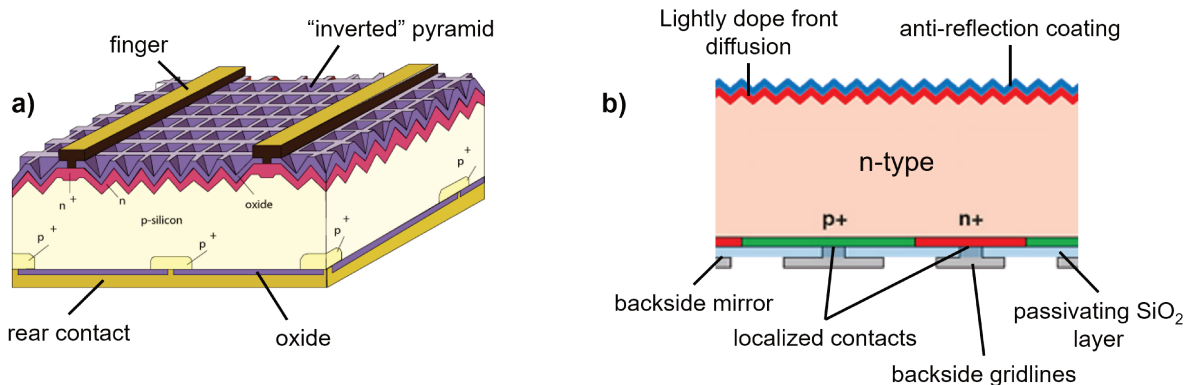 a)
finger
“inverted” pyramid
n +
n
oxide
p-silicon
p +
p +
p +
p +
rear contact
oxide
b)
Lightly dope front
diffusion
anti-reflection coating
n-type
p+
n+
backside mirror
localized contacts
passivating SiO₂
layer
backside gridlines